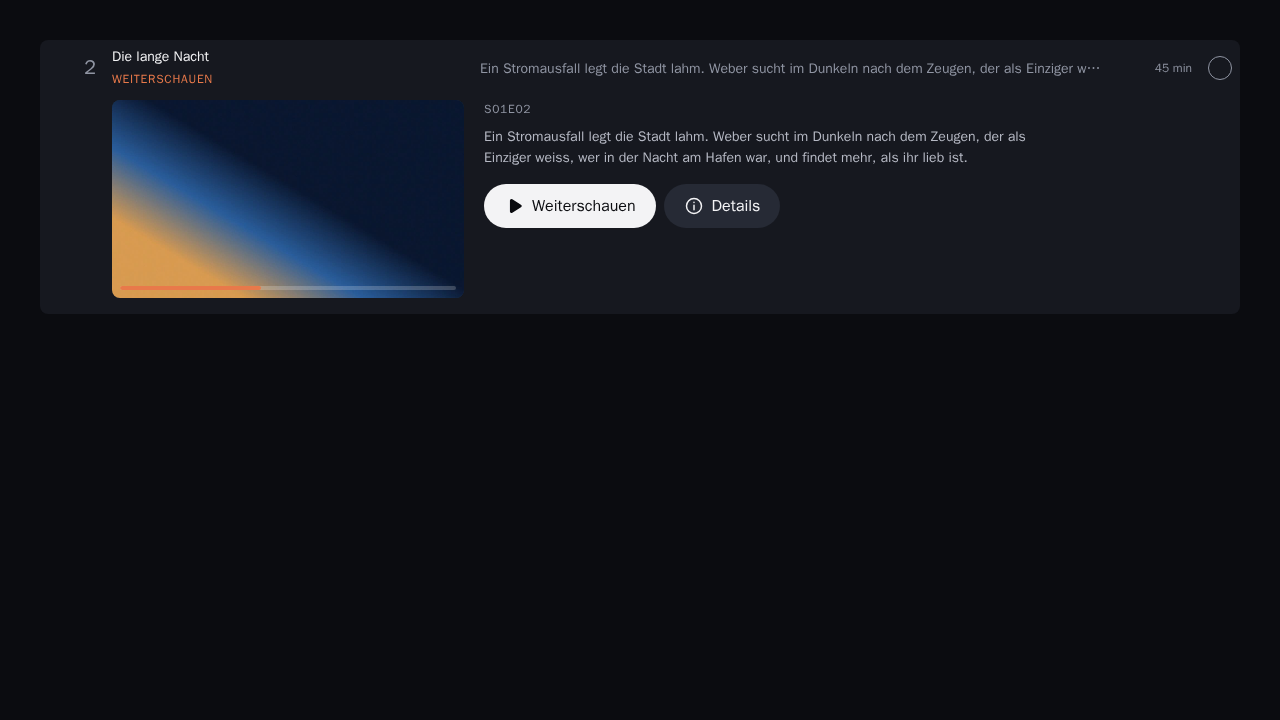 2
Die lange Nacht
WEITERSCHAUEN
Ein Stromausfall legt die Stadt lahm. Weber sucht im Dunkeln nach dem Zeugen, der als Einziger w…
45 min
S01E02
Ein Stromausfall legt die Stadt lahm. Weber sucht im Dunkeln nach dem Zeugen, der als
Einziger weiss, wer in der Nacht am Hafen war, und findet mehr, als ihr lieb ist.
Weiterschauen
Details